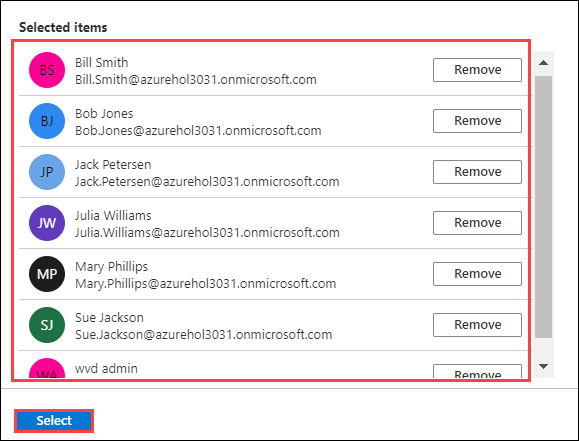 Selected items
BS
Bill Smith
Bill.Smith@azurehol3031.onmicrosoft.com
Remove
BJ
Bob Jones
Bob.Jones@azurehol3031.onmicrosoft.com
Remove
JP
Jack Petersen
Jack.Petersen@azurehol3031.onmicrosoft.com
Remove
JW
Julia Williams
Julia.Williams@azurehol3031.onmicrosoft.com
Remove
MP
Mary Phillips
Mary.Phillips@azurehol3031.onmicrosoft.com
Remove
SJ
Sue Jackson
Sue.Jackson@azurehol3031.onmicrosoft.com
Remove
WA
wvd admin
Remove
Select